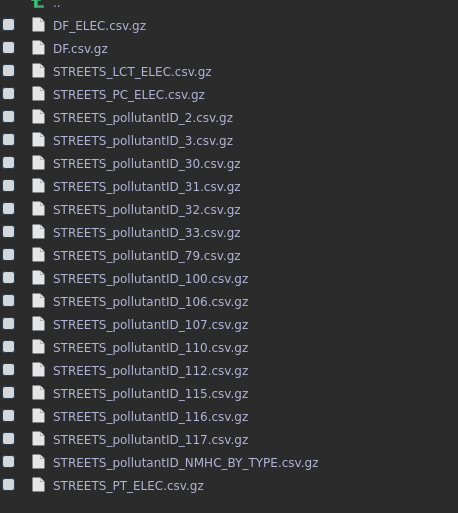 ..
DF_ELEC.csv.gz
DF.csv.gz
STREETS_LCT_ELEC.csv.gz
STREETS_PC_ELEC.csv.gz
STREETS_pollutantID_2.csv.gz
STREETS_pollutantID_3.csv.gz
STREETS_pollutantID_30.csv.gz
STREETS_pollutantID_31.csv.gz
STREETS_pollutantID_32.csv.gz
STREETS_pollutantID_33.csv.gz
STREETS_pollutantID_79.csv.gz
STREETS_pollutantID_100.csv.gz
STREETS_pollutantID_106.csv.gz
STREETS_pollutantID_107.csv.gz
STREETS_pollutantID_110.csv.gz
STREETS_pollutantID_112.csv.gz
STREETS_pollutantID_115.csv.gz
STREETS_pollutantID_116.csv.gz
STREETS_pollutantID_117.csv.gz
STREETS_pollutantID_NMHC_BY_TYPE.csv.gz
STREETS_PT_ELEC.csv.gz